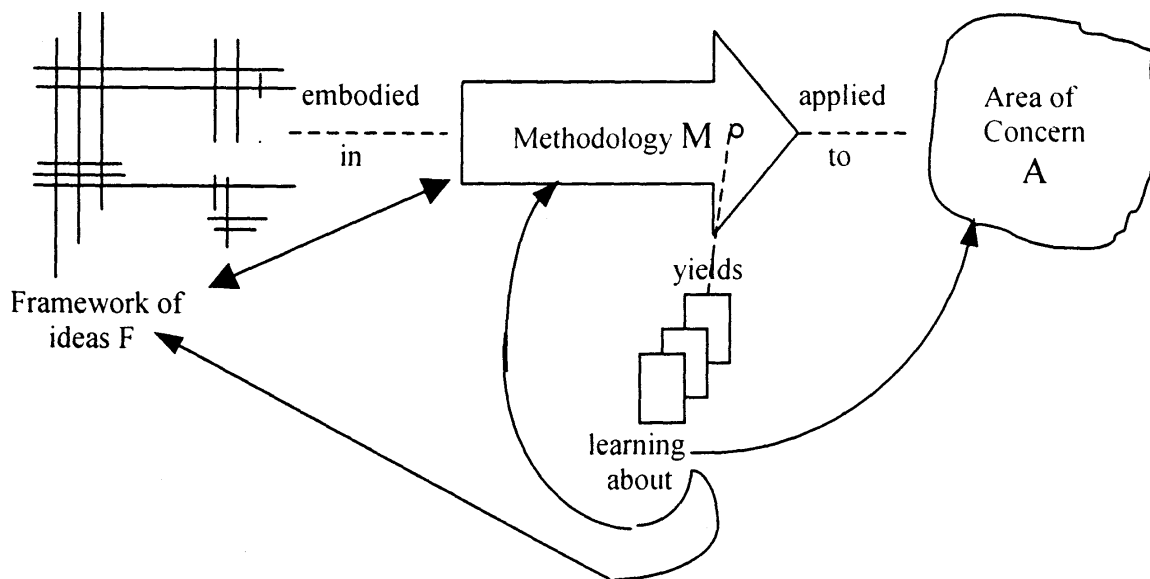 embodied
in
Methodology M
applied
to
Area of
Concern
A
Framework of
ideas F
yields
learning
about